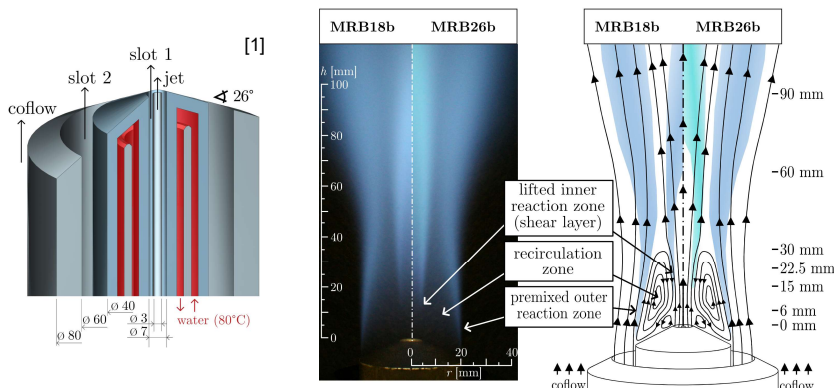 [1]
slot 1
jet
slot 2
coflow
∢ 26°
ø 40
ø 60
ø 80
ø 3
ø 7
water (80°C)
MRB18b MRB26b
h [mm]
100
80
60
40
20
0
0 20 40
r [mm]
lifted inner
reaction zone
(shear layer)
recirculation
zone
premixed outer
reaction zone
MRB18b MRB26b
90 mm
60 mm
30 mm
22.5 mm
15 mm
6 mm
0 mm
coflow
coflow